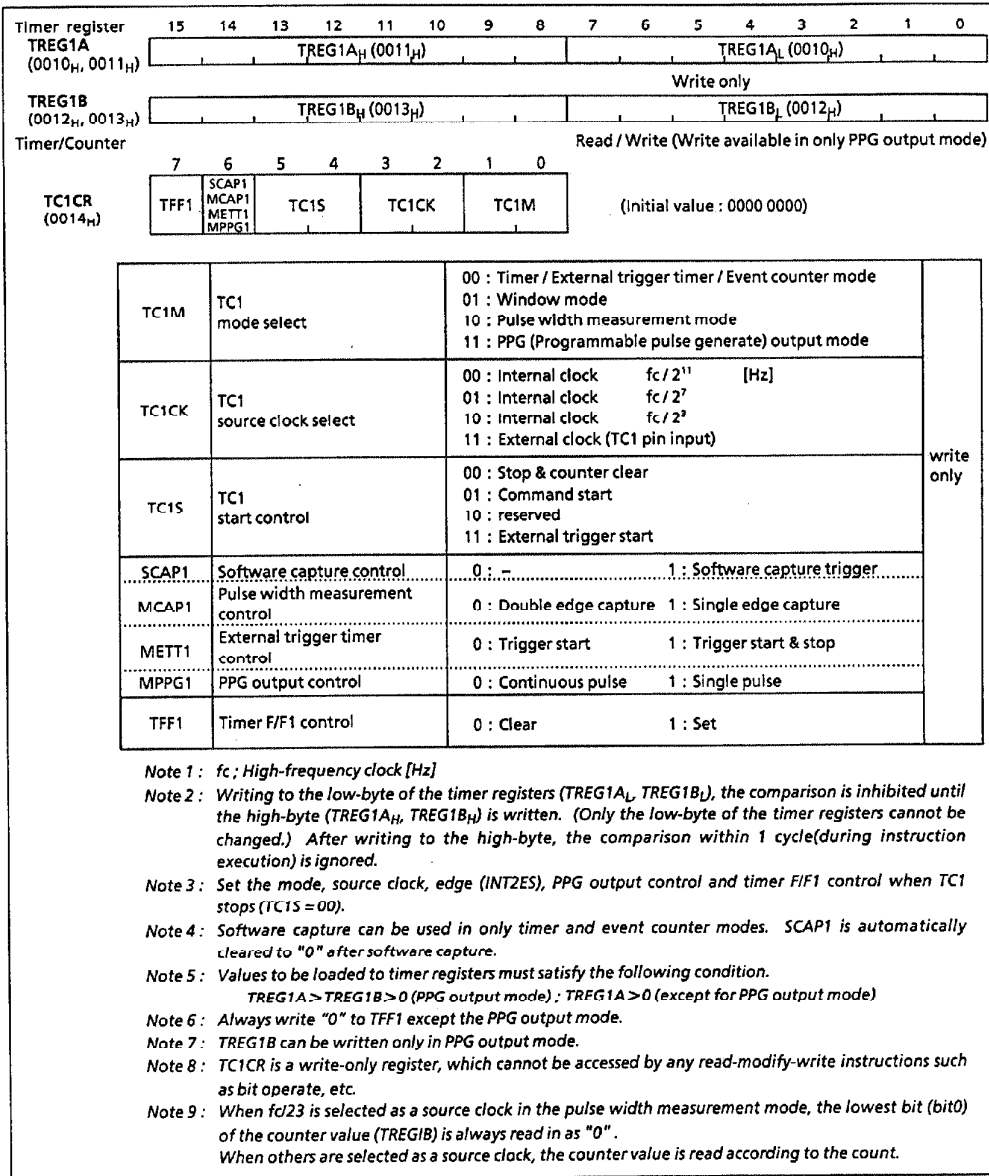 Timer register 15 14 13 12 11 10 9 8 7 6 5 4 3 2 1 0
TREG1A
(0010H, 0011H) TREG1AH (0011H) TREG1AL (0010H)
Write only
TREG1B
(0012H, 0013H) TREG1BH (0013H) TREG1BL (0012H)
Timer/Counter Read / Write (Write available in only PPG output mode)
7 6 5 4 3 2 1 0
TC1CR
(0014H)
TFF1
SCAP1
MCAP1
METT1
MPPG1
TC1S TC1CK TC1M (Initial value : 0000 0000)
TC1M
TC1
mode select
00 : Timer / External trigger timer / Event counter mode
01 : Window mode
10 : Pulse width measurement mode
11 : PPG (Programmable pulse generate) output mode
TC1CK
TC1
source clock select
00 : Internal clock fc / 2¹¹ [Hz]
01 : Internal clock fc / 2⁷
10 : Internal clock fc / 2³
11 : External clock (TC1 pin input)
TC1S
TC1
start control
00 : Stop & counter clear
01 : Command start
10 : reserved
11 : External trigger start
write
only
SCAP1 Software capture control 0 : – 1 : Software capture trigger
MCAP1
Pulse width measurement
control
0 : Double edge capture 1 : Single edge capture
METT1
External trigger timer
control
0 : Trigger start 1 : Trigger start & stop
MPPG1 PPG output control 0 : Continuous pulse 1 : Single pulse
TFF1 Timer F/F1 control 0 : Clear 1 : Set
Note 1 : fc ; High-frequency clock [Hz]
Note 2 : Writing to the low-byte of the timer registers (TREG1AL, TREG1BL), the comparison is inhibited until
the high-byte (TREG1AH, TREG1BH) is written. (Only the low-byte of the timer registers cannot be
changed.) After writing to the high-byte, the comparison within 1 cycle(during instruction
execution) is ignored.
Note 3 : Set the mode, source clock, edge (INT2ES), PPG output control and timer F/F1 control when TC1
stops (TC1S = 00).
Note 4 : Software capture can be used in only timer and event counter modes. SCAP1 is automatically
cleared to "0" after software capture.
Note 5 : Values to be loaded to timer registers must satisfy the following condition.
TREG1A > TREG1B > 0 (PPG output mode) ; TREG1A > 0 (except for PPG output mode)
Note 6 : Always write "0" to TFF1 except the PPG output mode.
Note 7 : TREG1B can be written only in PPG output mode.
Note 8 : TC1CR is a write-only register, which cannot be accessed by any read-modify-write instructions such
as bit operate, etc.
Note 9 : When fc/23 is selected as a source clock in the pulse width measurement mode, the lowest bit (bit0)
of the counter value (TREGIB) is always read in as "0" .
When others are selected as a source clock, the counter value is read according to the count.